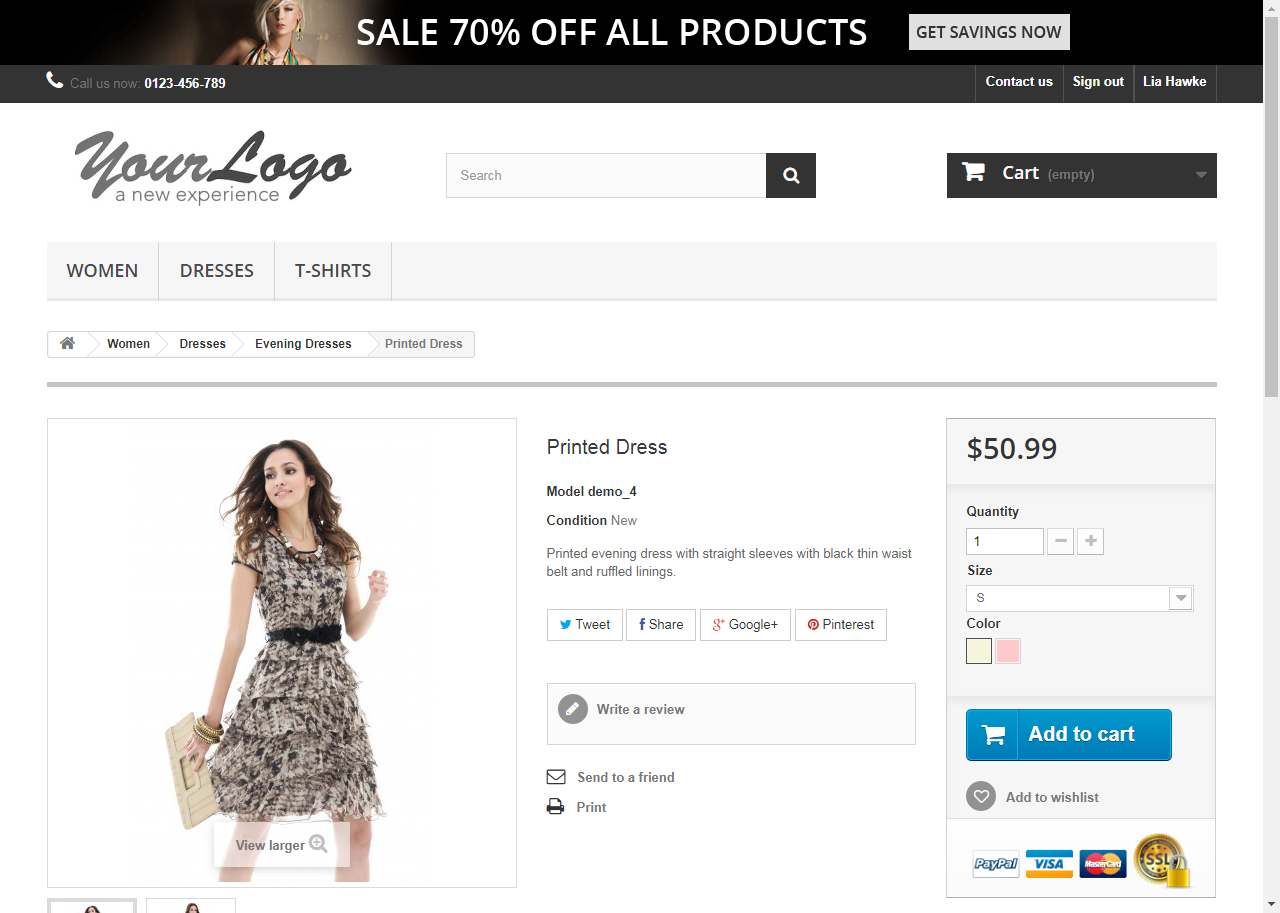 SALE 70% OFF ALL PRODUCTS GET SAVINGS NOW
Call us now: 0123-456-789 Contact us Sign out Lia Hawke
YourLogo
a new experience
Search
Cart (empty)
WOMEN DRESSES T-SHIRTS
Women Dresses Evening Dresses Printed Dress
Printed Dress
Model demo_4
Condition New
Printed evening dress with straight sleeves with black thin waist
belt and ruffled linings.
Tweet Share Google+ Pinterest
Write a review
Send to a friend
Print
View larger
$50.99
Quantity
1
Size
S
Color
Add to cart
Add to wishlist
PayPal VISA MasterCard SSL